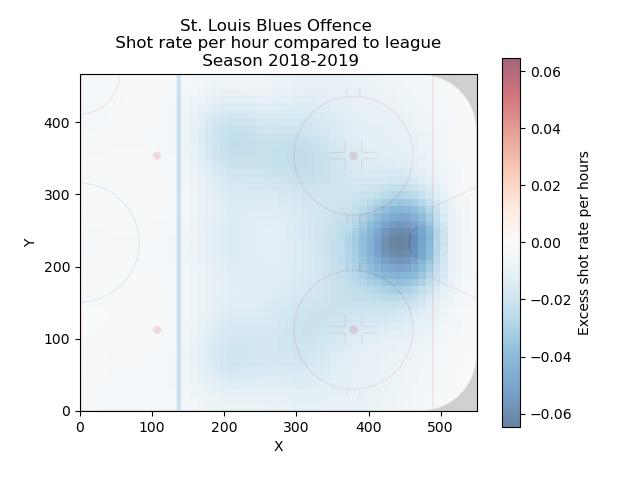 St. Louis Blues Offence
Shot rate per hour compared to league
Season 2018-2019
400
300
200
100
0
Y
0 100 200 300 400 500
X
0.06
0.04
0.02
0.00
−0.02
−0.04
−0.06
Excess shot rate per hours